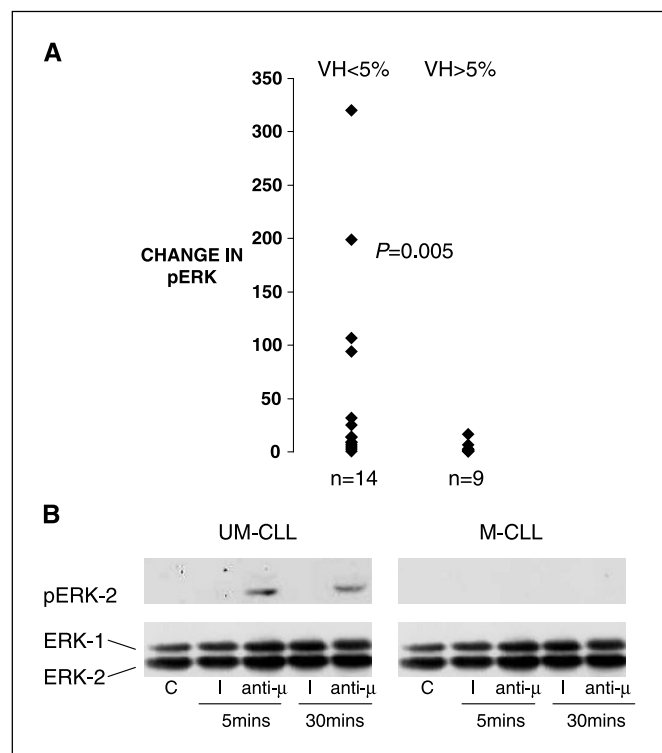 A
VH<5% VH>5%
350
300
250
200
150
100
50
0
CHANGE IN
pERK
P=0.005
n=14 n=9
B
UM-CLL M-CLL
pERK-2
ERK-1
ERK-2
C I anti-μ I anti-μ C I anti-μ I anti-μ
5mins 30mins 5mins 30mins